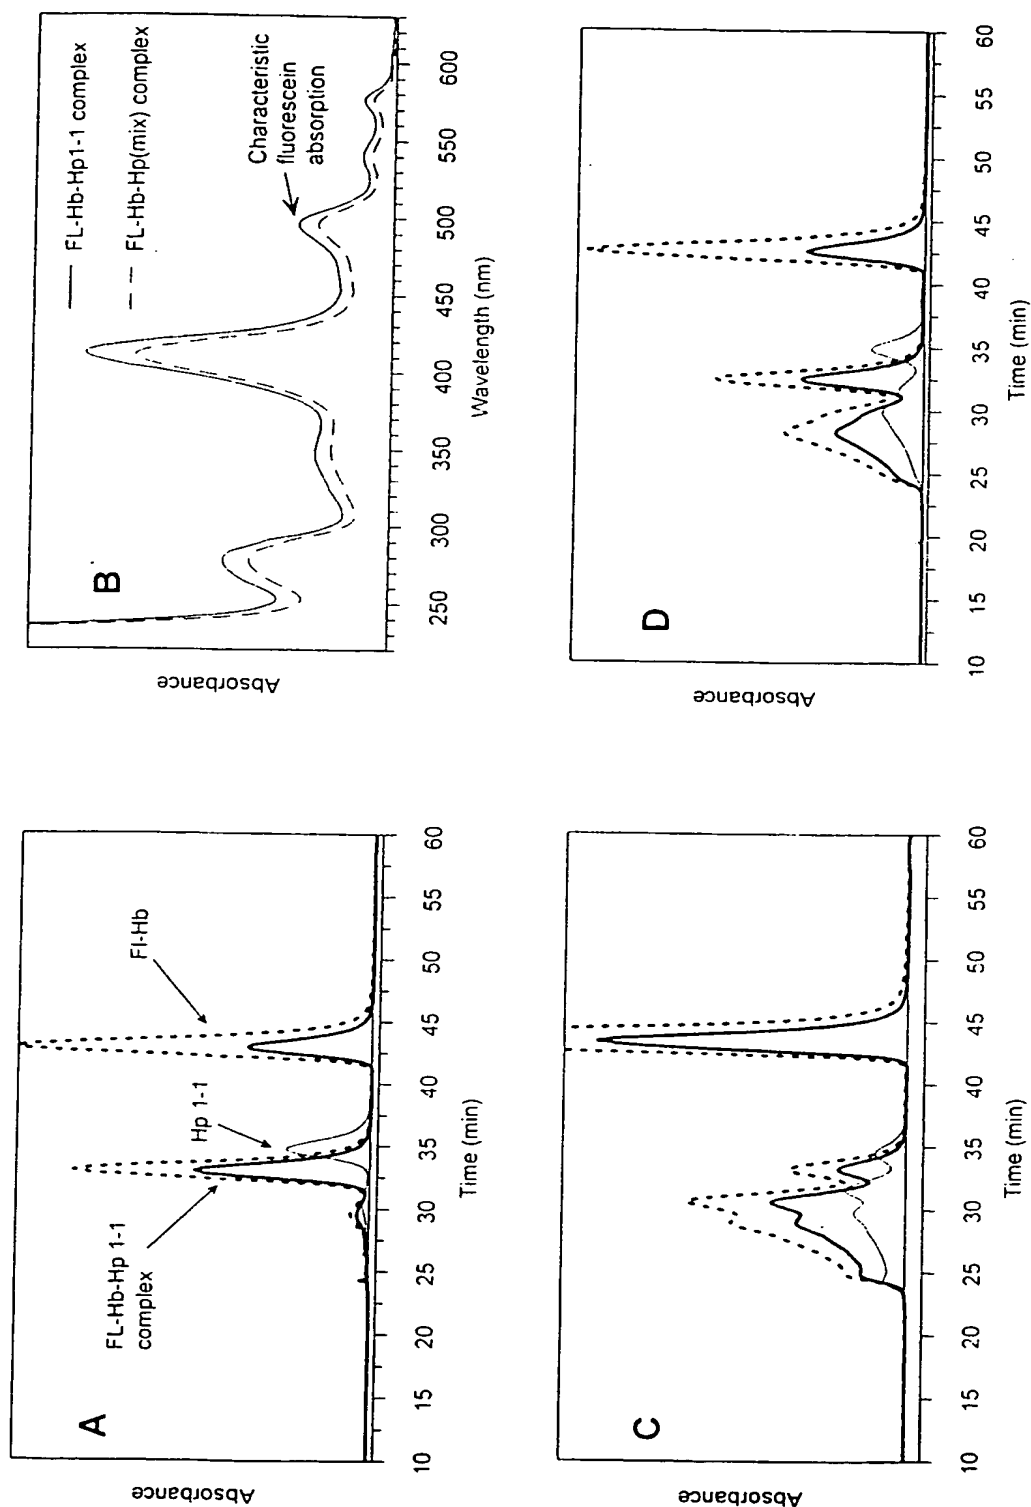 A
FL-Hb-Hp 1-1
complex
Hp 1-1
Fl-Hb
Absorbance
10 15 20 25 30 35 40 45 50 55 60
Time (min)
B
FL-Hb-Hp1-1 complex
FL-Hb-Hp(mix) complex
Characteristic
fluorescein
absorption
Absorbance
250 300 350 400 450 500 550 600
Wavelength (nm)
C
Absorbance
10 15 20 25 30 35 40 45 50 55 60
Time (min)
D
Absorbance
10 15 20 25 30 35 40 45 50 55 60
Time (min)